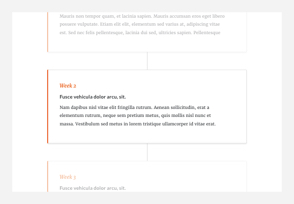 Mauris nam tempor quam, et lacinia sapien. Mauris accumsan eros eget libero
posuere vulputate. Etiam elit elit, elementum sed varius at, adipiscing vitae
est. Sed nec felis pellentesque, lacinia dui sed, ultricies sapien. Pellentesque
Week 2
Fusce vehicula dolor arcu, sit.
Nam dapibus nisl vitae elit fringilla rutrum. Aenean sollicitudin, erat a
elementum rutrum, neque sem pretium metus, quis mollis nisl nunc et
massa. Vestibulum sed metus in lorem tristique ullamcorper id vitae erat.
Week 3
Fusce vehicula dolor arcu, sit.